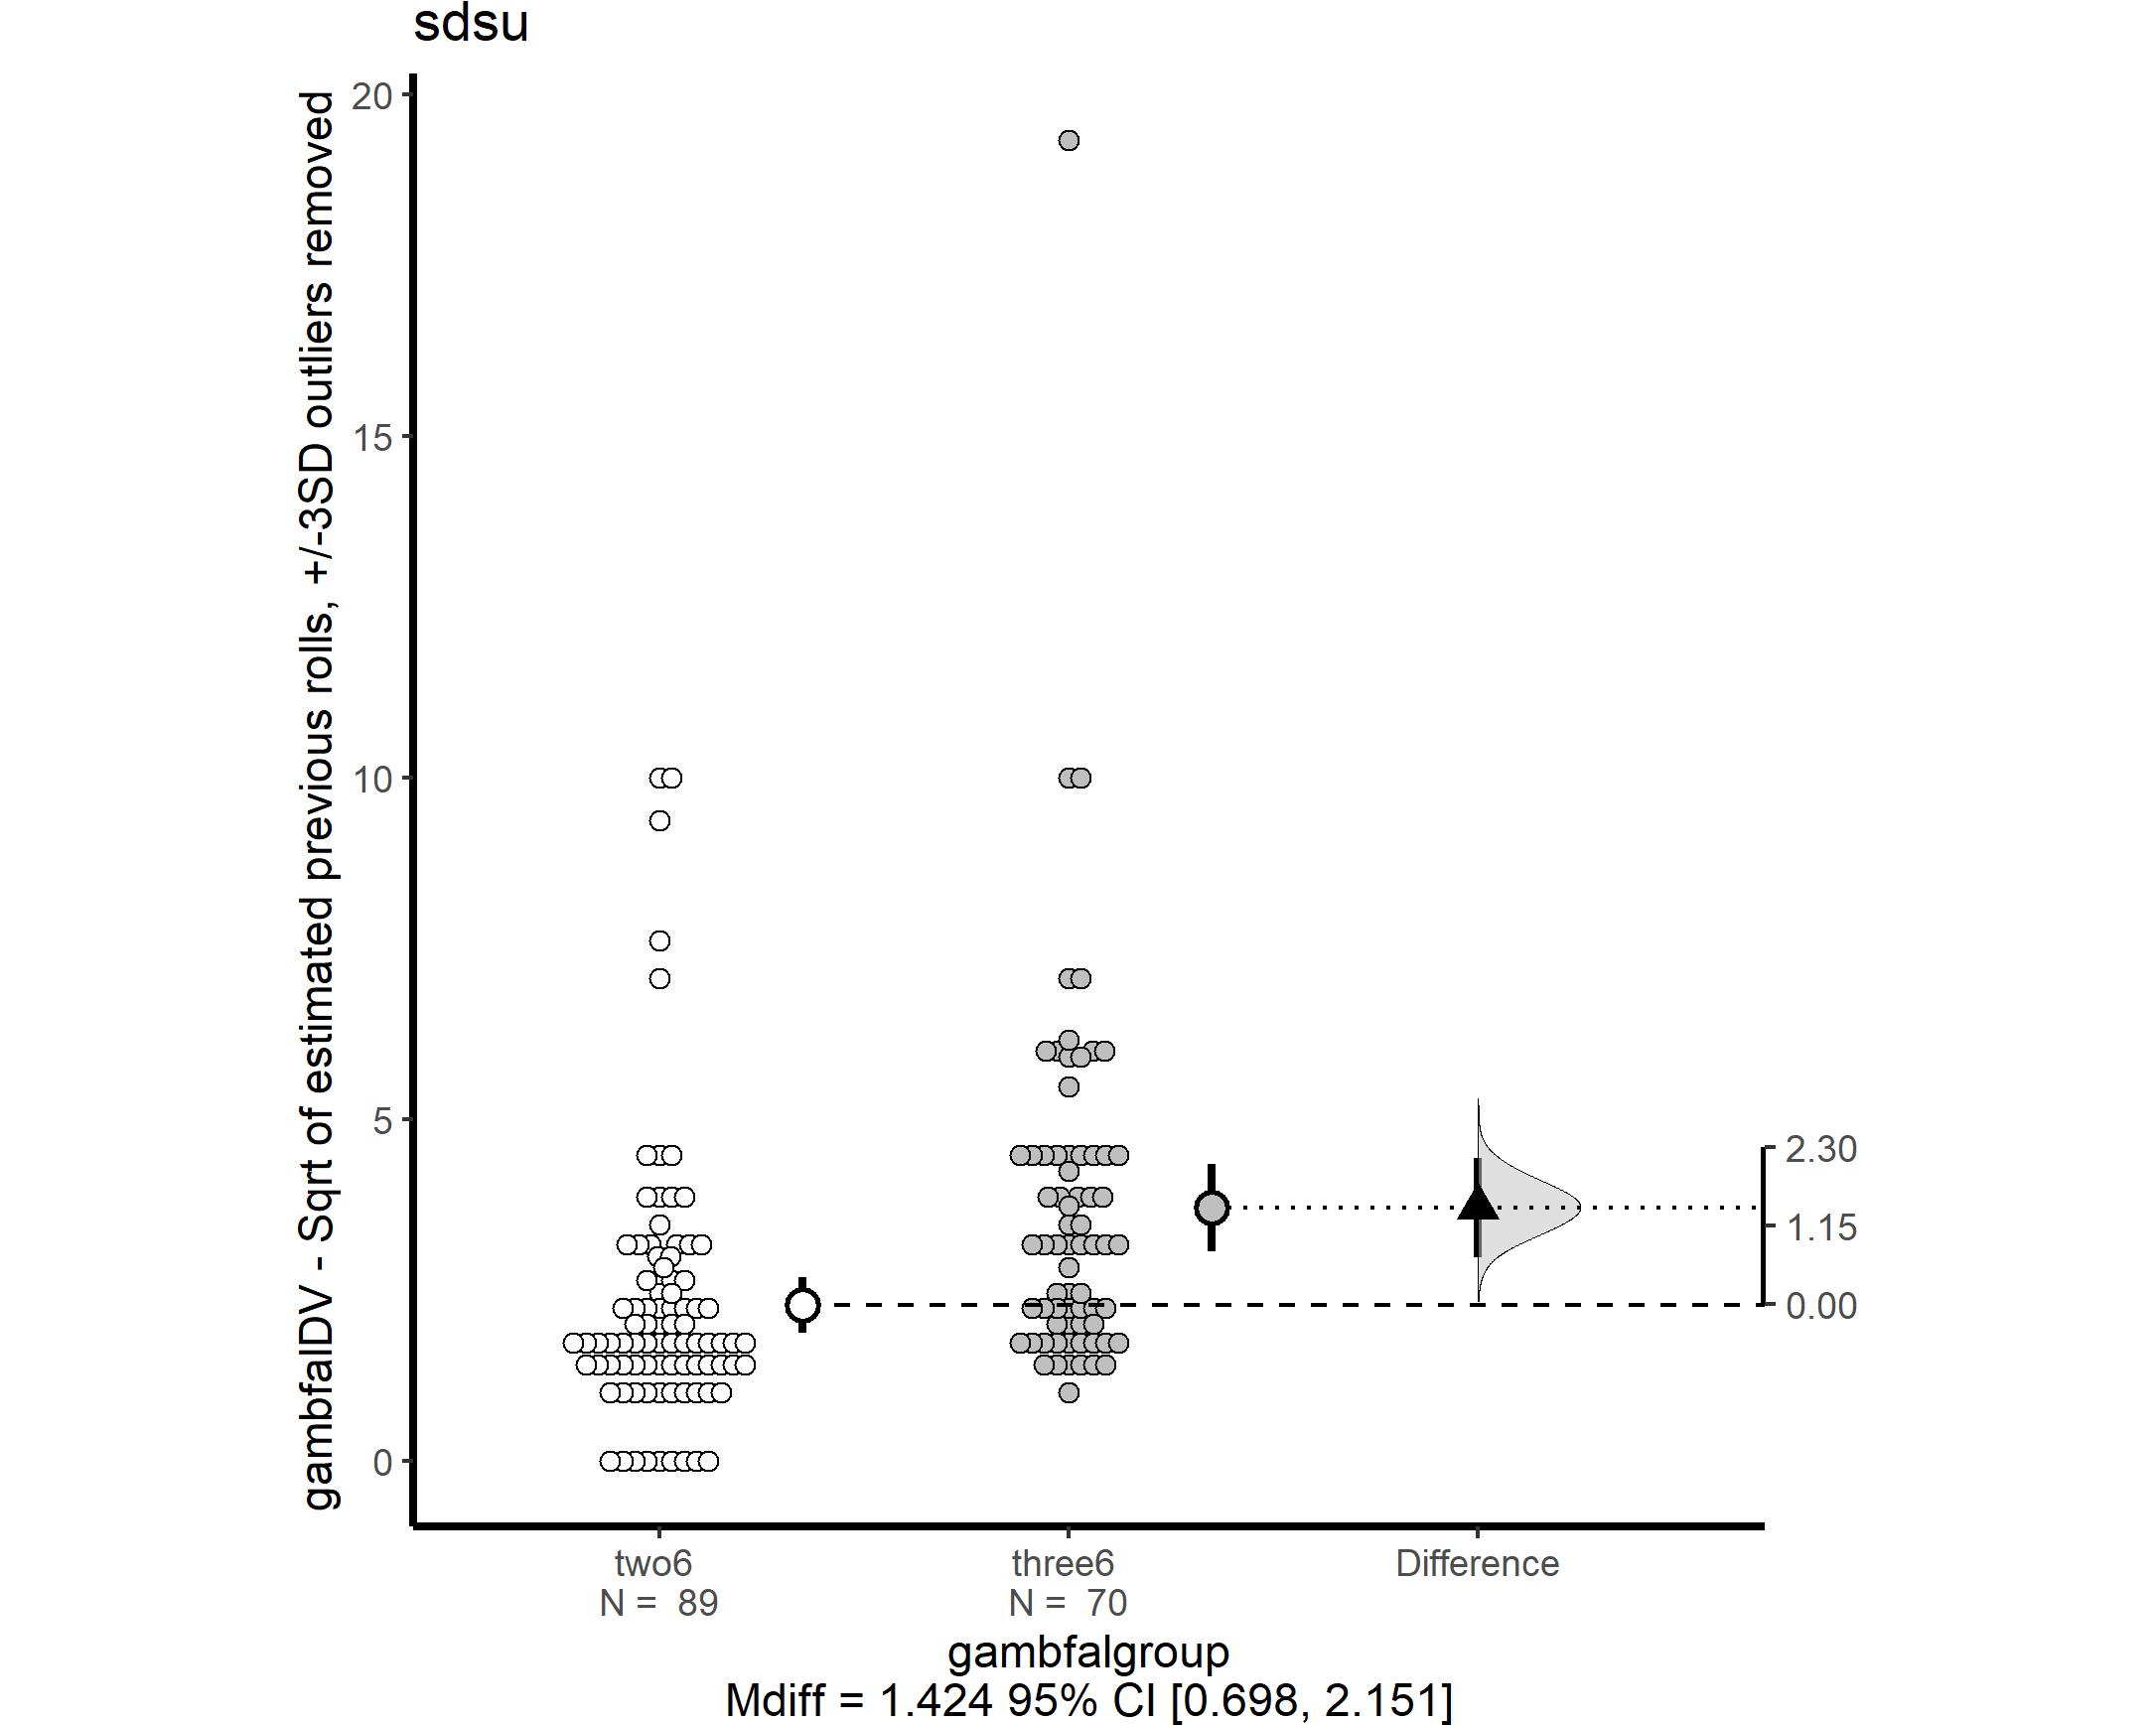 sdsu
gambfalDV - Sqrt of estimated previous rolls, +/-3SD outliers removed
20
15
10
5
0
2.30
1.15
0.00
two6
N =  89
three6
N =  70
Difference
gambfalgroup
Mdiff = 1.424 95% CI [0.698, 2.151]